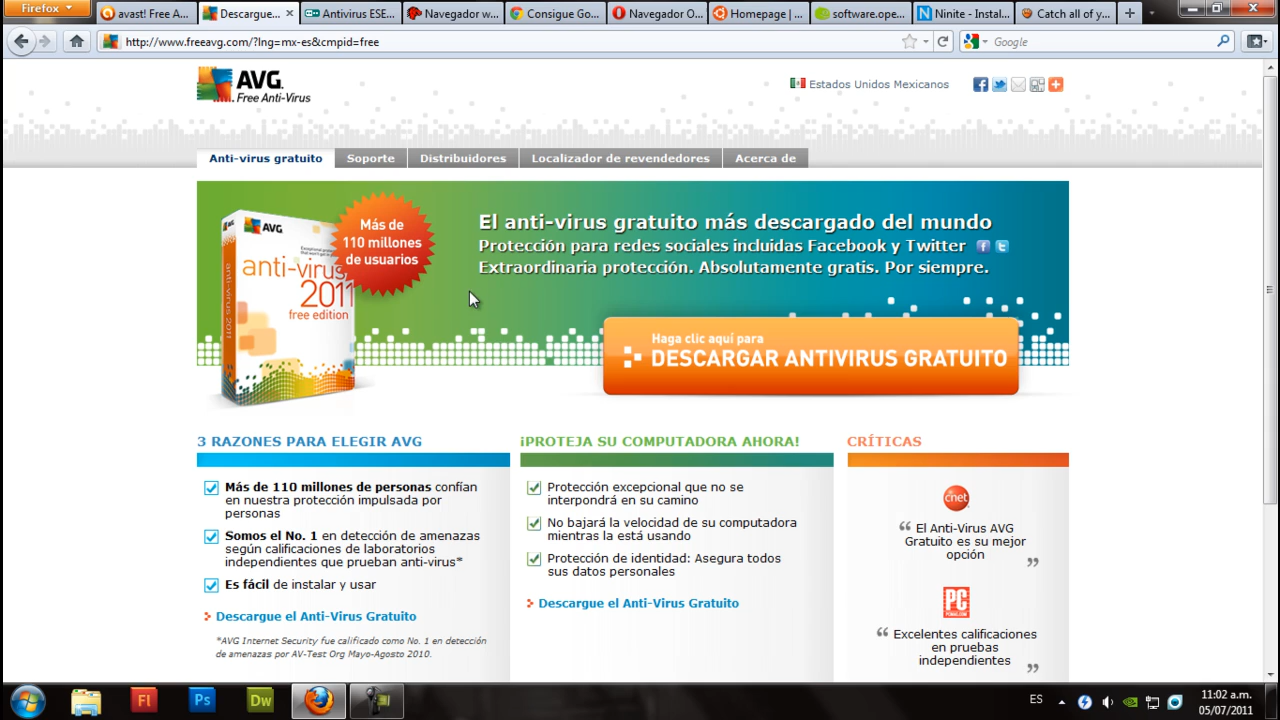 Firefox
avast! Free A...
Descargue...
Antivirus ESE...
Navegador w...
Consigue Go...
Navegador O...
Homepage | ...
software.ope...
Ninite - Instal...
Catch all of y...
http://www.freeavg.com/?lng=mx-es&cmpid=free
Google
AVG.
Free Anti-Virus
Estados Unidos Mexicanos
Anti-virus gratuito
Soporte
Distribuidores
Localizador de revendedores
Acerca de
AVG
anti-virus
2011
free edition
anti-virus 2011
Más de
110 millones
de usuarios
El anti-virus gratuito más descargado del mundo
Protección para redes sociales incluidas Facebook y Twitter
Extraordinaria protección. Absolutamente gratis. Por siempre.
Haga clic aquí para
DESCARGAR ANTIVIRUS GRATUITO
3 RAZONES PARA ELEGIR AVG
Más de 110 millones de personas confían
en nuestra protección impulsada por
personas
Somos el No. 1 en detección de amenazas
según calificaciones de laboratorios
independientes que prueban anti-virus*
Es fácil de instalar y usar
Descargue el Anti-Virus Gratuito
*AVG Internet Security fue calificado como No. 1 en detección
de amenazas por AV-Test Org Mayo-Agosto 2010.
¡PROTEJA SU COMPUTADORA AHORA!
Protección excepcional que no se
interpondrá en su camino
No bajará la velocidad de su computadora
mientras la está usando
Protección de identidad: Asegura todos
sus datos personales
Descargue el Anti-Virus Gratuito
CRÍTICAS
cnet
“ El Anti-Virus AVG
Gratuito es su mejor
opción ”
PC
“ Excelentes calificaciones
en pruebas
independientes ”
Fl
Ps
Dw
ES
11:02 a.m.
05/07/2011